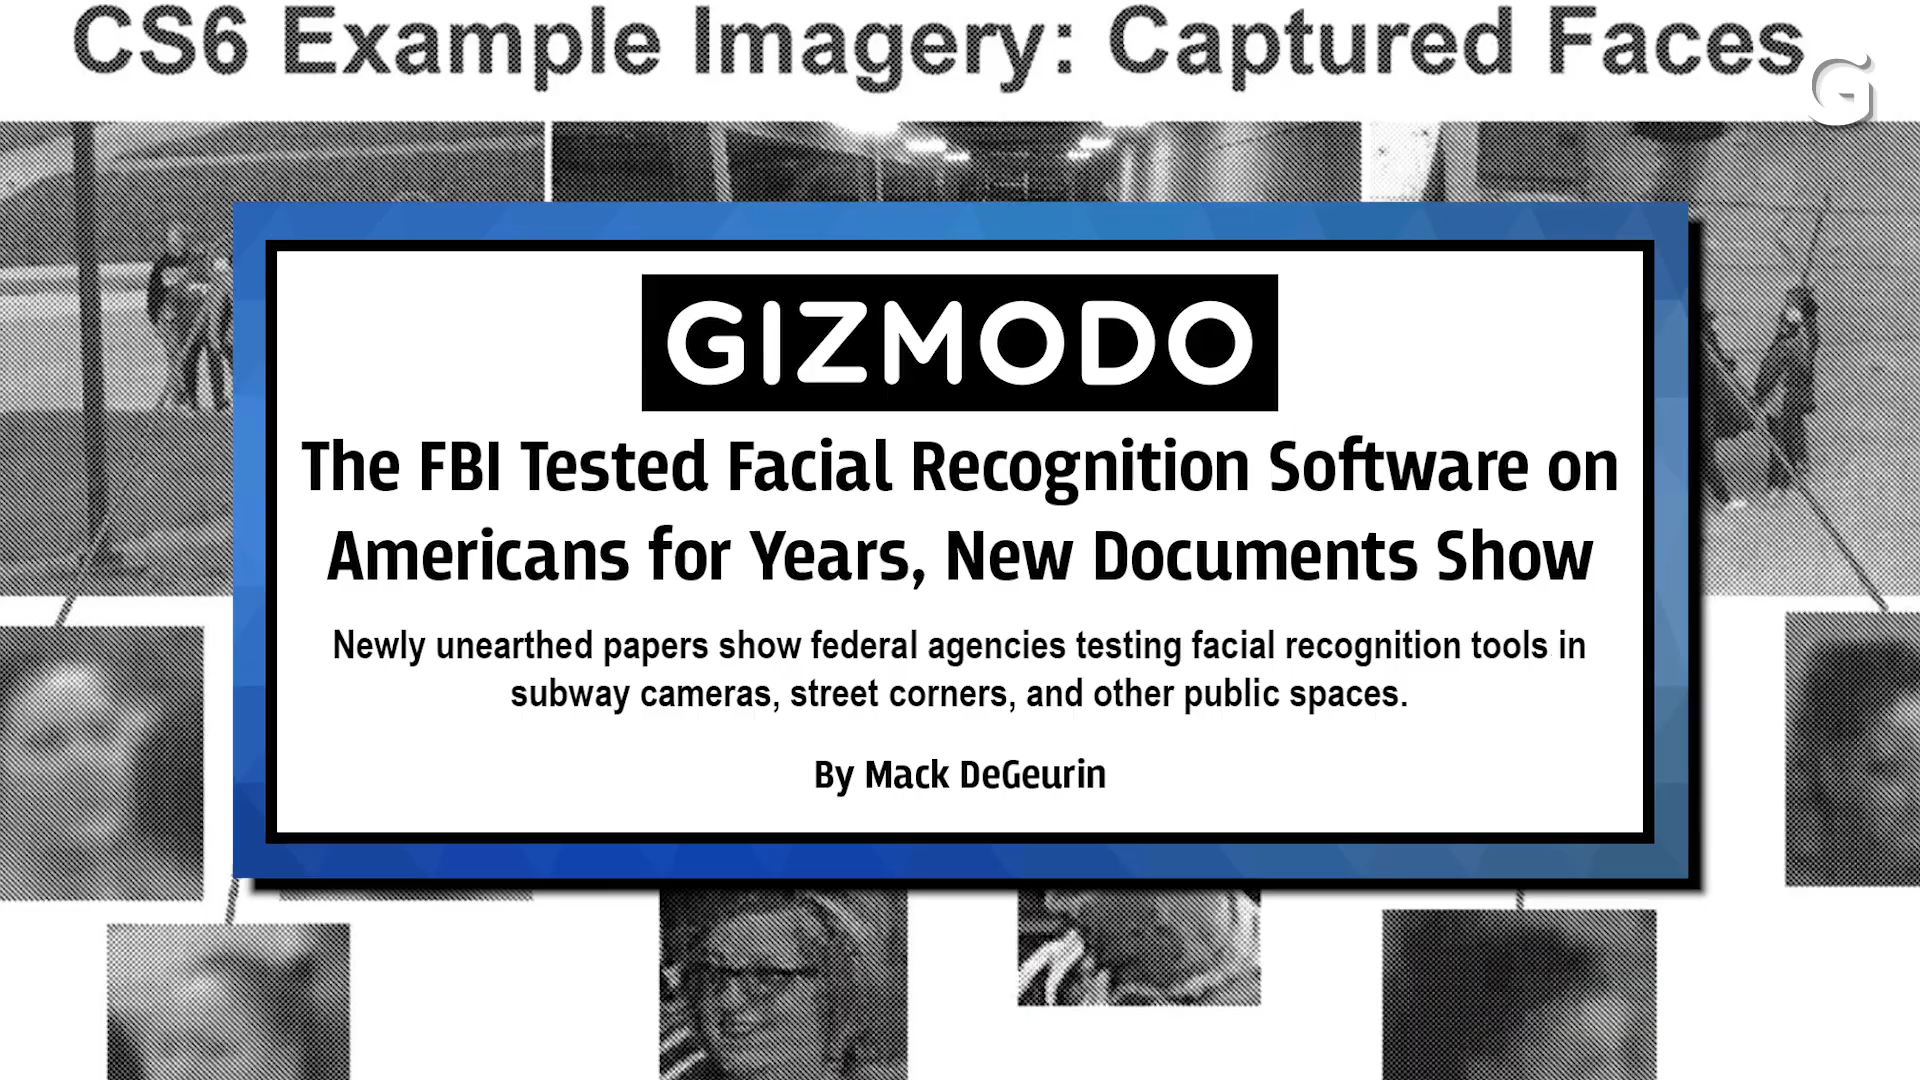 CS6 Example Imagery: Captured Faces
G
GIZMODO
The FBI Tested Facial Recognition Software on
Americans for Years, New Documents Show
Newly unearthed papers show federal agencies testing facial recognition tools in
subway cameras, street corners, and other public spaces.
By Mack DeGeurin